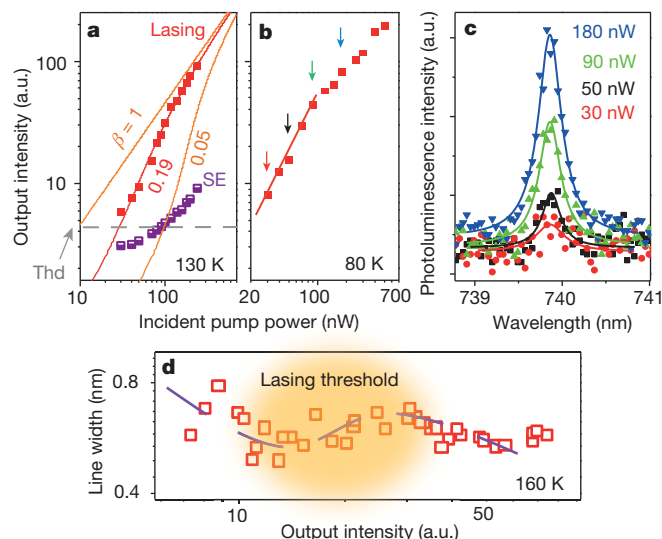 a
Lasing
b
c
180 nW
90 nW
50 nW
30 nW
Output intensity (a.u.)
100
10
β = 1
0.19
0.05
SE
Thd
130 K
80 K
10
100
20
100
700
Incident pump power (nW)
Photoluminescence intensity (a.u.)
739
740
741
Wavelength (nm)
d
Lasing threshold
Line width (nm)
0.8
0.4
160 K
10
50
Output intensity (a.u.)